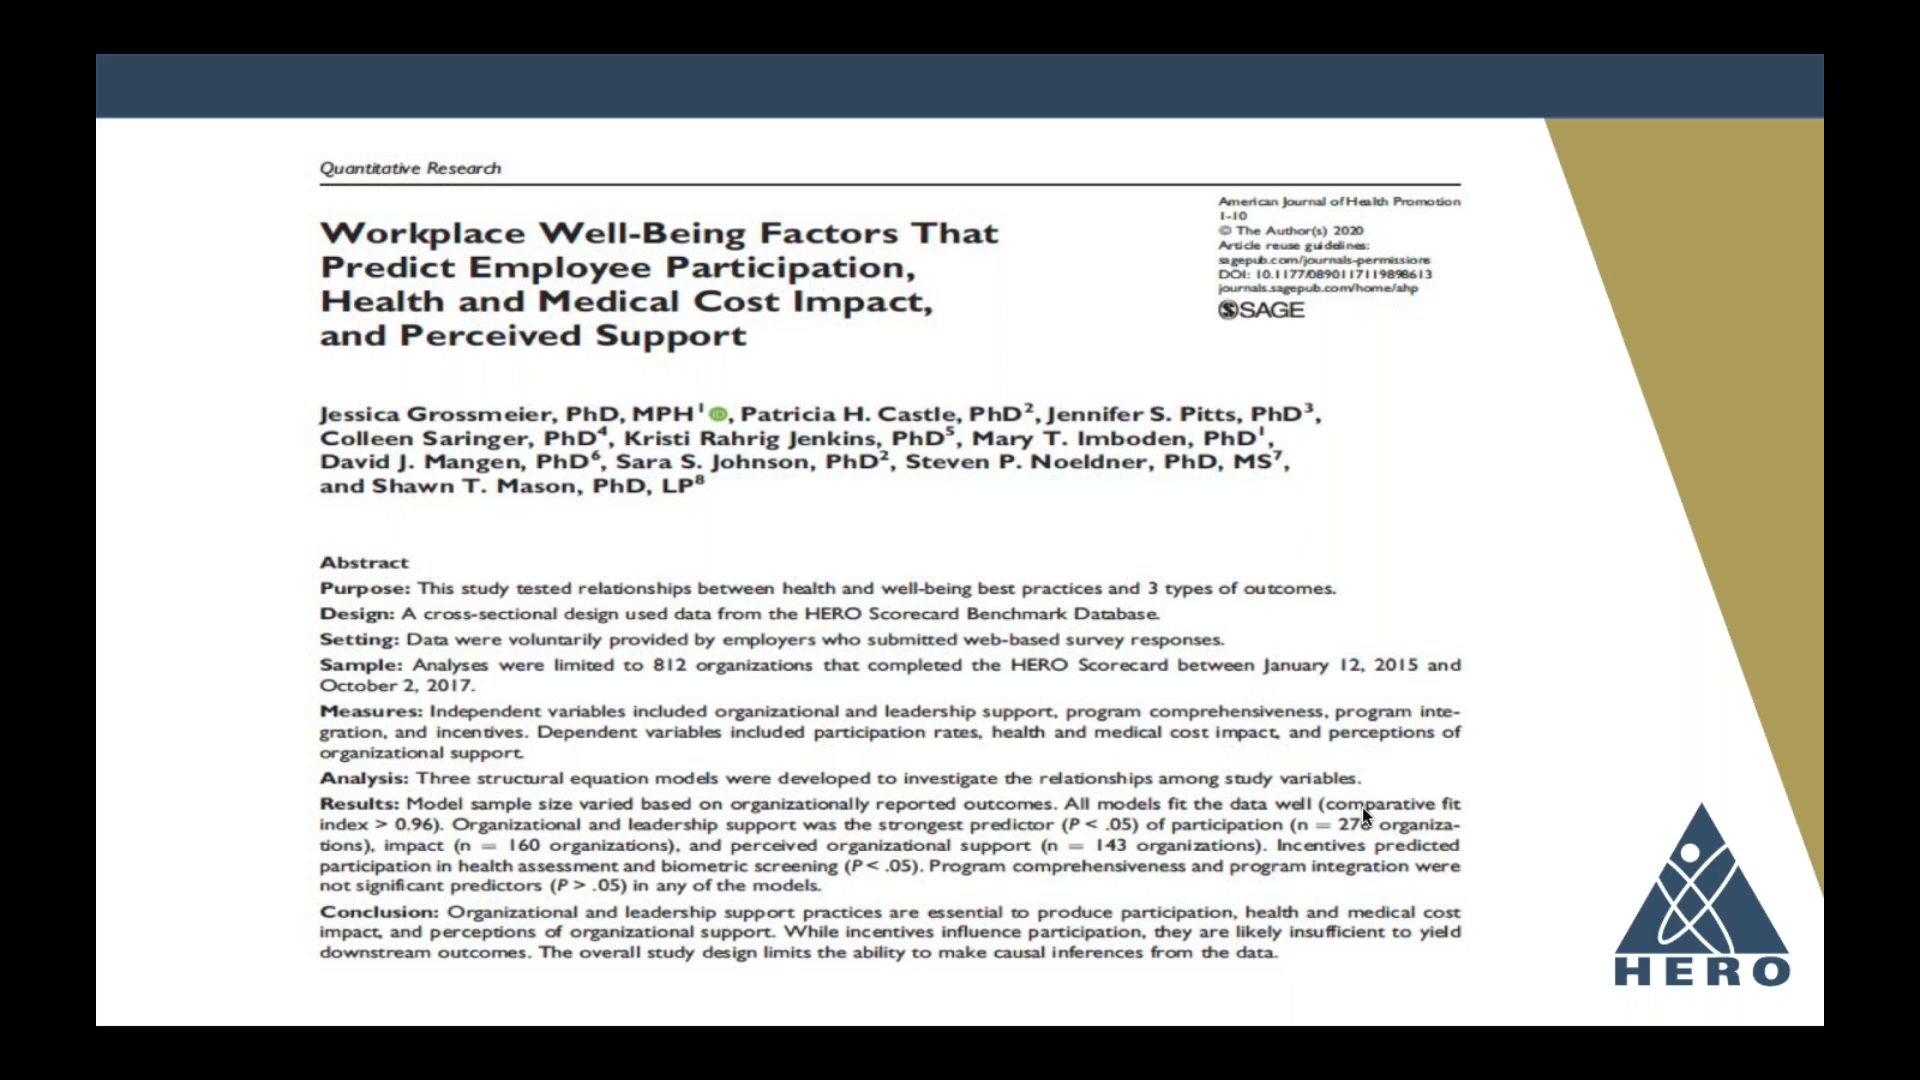 Quantitative Research
Workplace Well-Being Factors That
Predict Employee Participation,
Health and Medical Cost Impact,
and Perceived Support
American Journal of Health Promotion
1-10
© The Author(s) 2020
Article reuse guidelines:
sagepub.com/journals-permissions
DOI: 10.1177/0890117119898613
journals.sagepub.com/home/ahp
SAGE
Jessica Grossmeier, PhD, MPH¹, Patricia H. Castle, PhD², Jennifer S. Pitts, PhD³,
Colleen Saringer, PhD⁴, Kristi Rahrig Jenkins, PhD⁵, Mary T. Imboden, PhD¹,
David J. Mangen, PhD⁶, Sara S. Johnson, PhD², Steven P. Noeldner, PhD, MS⁷,
and Shawn T. Mason, PhD, LP⁸
Abstract
Purpose: This study tested relationships between health and well-being best practices and 3 types of outcomes.
Design: A cross-sectional design used data from the HERO Scorecard Benchmark Database.
Setting: Data were voluntarily provided by employers who submitted web-based survey responses.
Sample: Analyses were limited to 812 organizations that completed the HERO Scorecard between January 12, 2015 and
October 2, 2017.
Measures: Independent variables included organizational and leadership support, program comprehensiveness, program inte-
gration, and incentives. Dependent variables included participation rates, health and medical cost impact, and perceptions of
organizational support.
Analysis: Three structural equation models were developed to investigate the relationships among study variables.
Results: Model sample size varied based on organizationally reported outcomes. All models fit the data well (comparative fit
index > 0.96). Organizational and leadership support was the strongest predictor (P < .05) of participation (n = organiza-
tions), impact (n = 160 organizations), and perceived organizational support (n = 143 organizations). Incentives predicted
participation in health assessment and biometric screening (P < .05). Program comprehensiveness and program integration were
not significant predictors (P > .05) in any of the models.
Conclusion: Organizational and leadership support practices are essential to produce participation, health and medical cost
impact, and perceptions of organizational support. While incentives influence participation, they are likely insufficient to yield
downstream outcomes. The overall study design limits the ability to make causal inferences from the data.
HERO